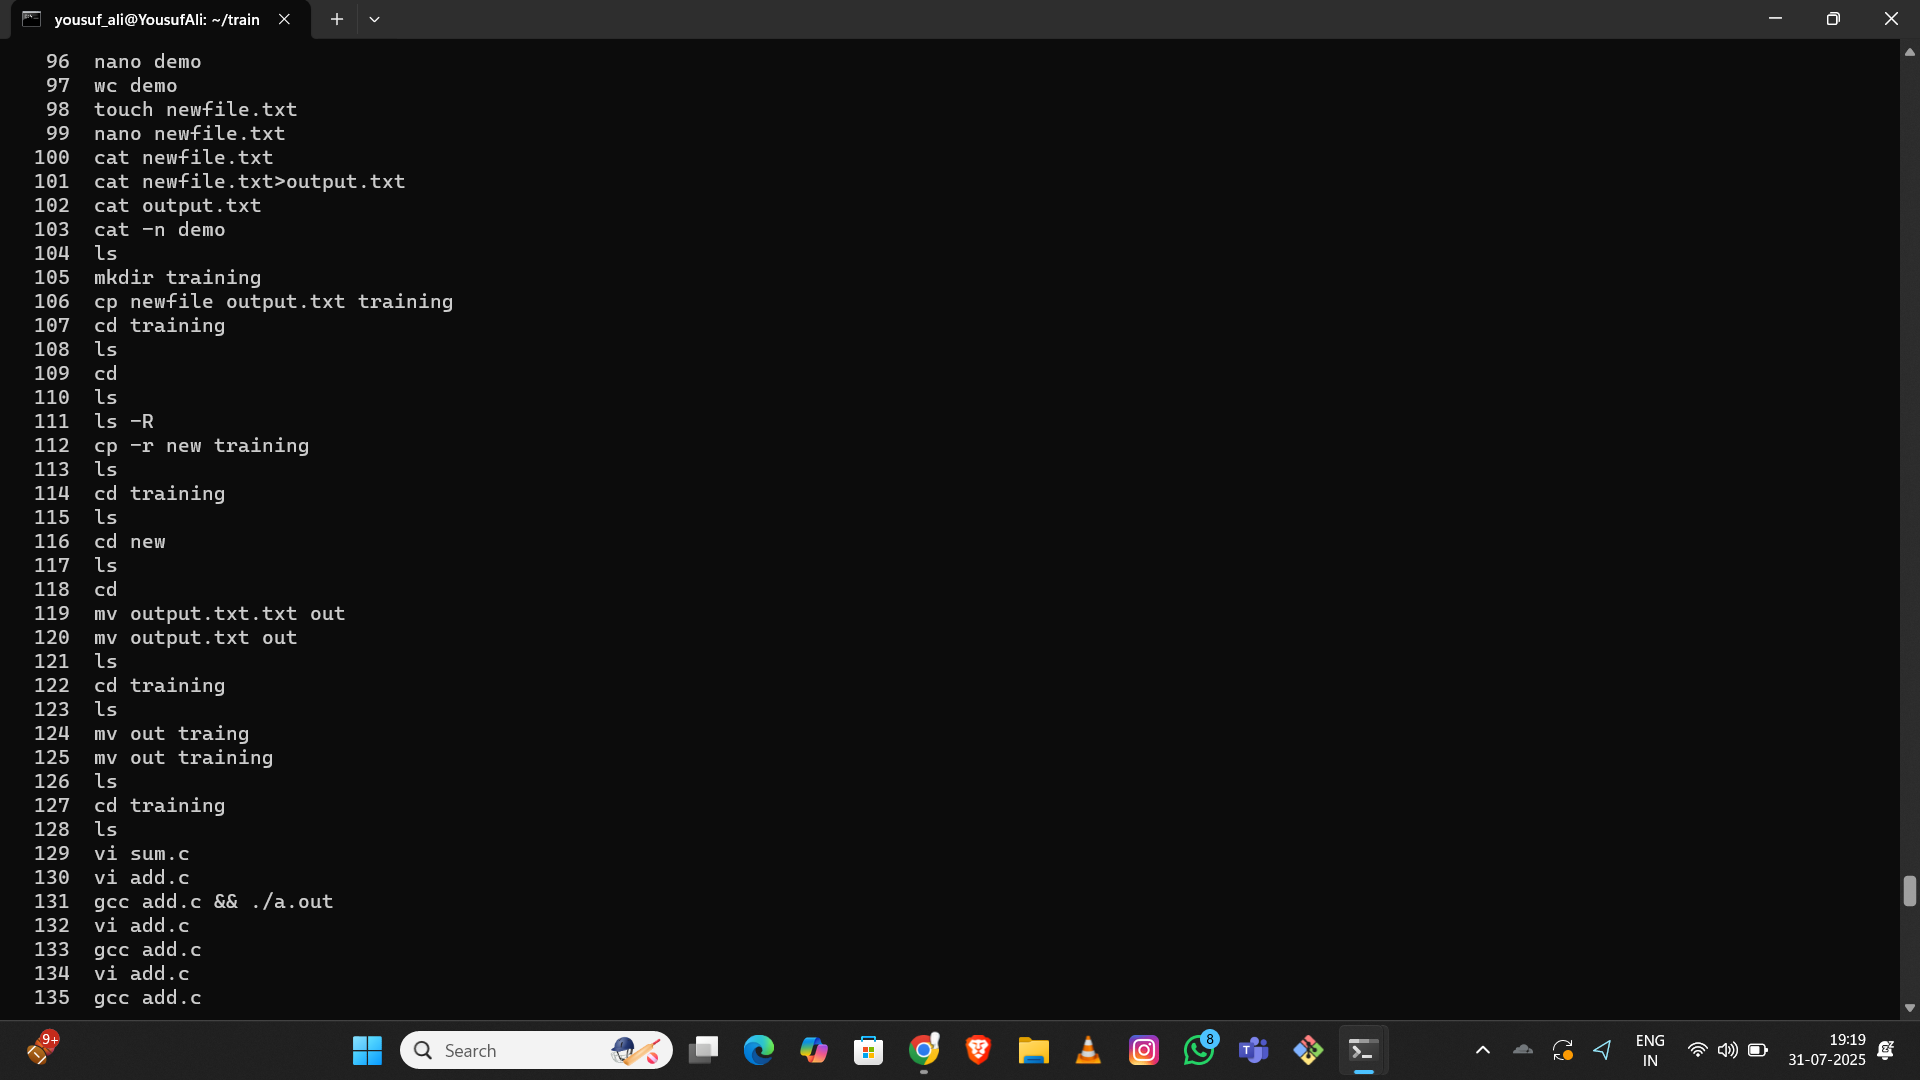 yousuf_ali@YousufAli: ~/train
96 nano demo
97 wc demo
98 touch newfile.txt
99 nano newfile.txt
100 cat newfile.txt
101 cat newfile.txt>output.txt
102 cat output.txt
103 cat -n demo
104 ls
105 mkdir training
106 cp newfile output.txt training
107 cd training
108 ls
109 cd
110 ls
111 ls -R
112 cp -r new training
113 ls
114 cd training
115 ls
116 cd new
117 ls
118 cd
119 mv output.txt.txt out
120 mv output.txt out
121 ls
122 cd training
123 ls
124 mv out traing
125 mv out training
126 ls
127 cd training
128 ls
129 vi sum.c
130 vi add.c
131 gcc add.c && ./a.out
132 vi add.c
133 gcc add.c
134 vi add.c
135 gcc add.c
9+
Search
8
ENG
IN
19:19
31-07-2025